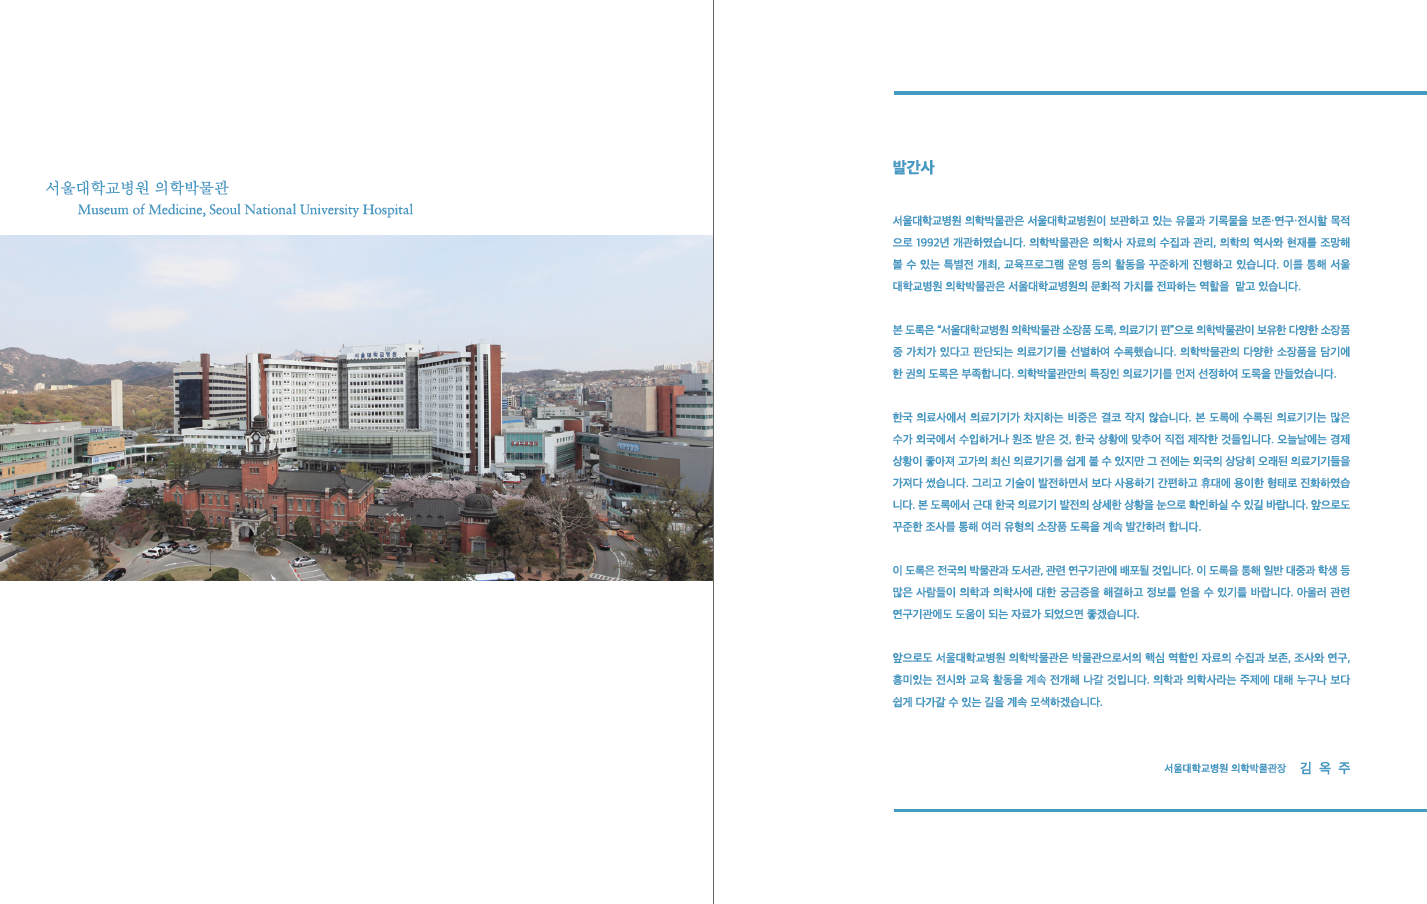 서울대학교병원 의학박물관
Museum of Medicine, Seoul National University Hospital
서울대학교병원
발간사
서울대학교병원 의학박물관은 서울대학교병원이 보관하고 있는 유물과 기록물을 보존·연구·전시할 목적
으로 1992년 개관하였습니다. 의학박물관은 의학사 자료의 수집과 관리, 의학의 역사와 현재를 조망해
볼 수 있는 특별전 개최, 교육프로그램 운영 등의 활동을 꾸준하게 진행하고 있습니다. 이를 통해 서울
대학교병원 의학박물관은 서울대학교병원의 문화적 가치를 전파하는 역할을 맡고 있습니다.
본 도록은 “서울대학교병원 의학박물관 소장품 도록, 의료기기 편”으로 의학박물관이 보유한 다양한 소장품
중 가치가 있다고 판단되는 의료기기를 선별하여 수록했습니다. 의학박물관의 다양한 소장품을 담기에
한 권의 도록은 부족합니다. 의학박물관만의 특징인 의료기기를 먼저 선정하여 도록을 만들었습니다.
한국 의료사에서 의료기기가 차지하는 비중은 결코 작지 않습니다. 본 도록에 수록된 의료기기는 많은
수가 외국에서 수입하거나 원조 받은 것, 한국 상황에 맞추어 직접 제작한 것들입니다. 오늘날에는 경제
상황이 좋아져 고가의 최신 의료기기를 쉽게 볼 수 있지만 그 전에는 외국의 상당히 오래된 의료기기들을
가져다 썼습니다. 그리고 기술이 발전하면서 보다 사용하기 간편하고 휴대에 용이한 형태로 진화하였습
니다. 본 도록에서 근대 한국 의료기기 발전의 상세한 상황을 눈으로 확인하실 수 있길 바랍니다. 앞으로도
꾸준한 조사를 통해 여러 유형의 소장품 도록을 계속 발간하려 합니다.
이 도록은 전국의 박물관과 도서관, 관련 연구기관에 배포될 것입니다. 이 도록을 통해 일반 대중과 학생 등
많은 사람들이 의학과 의학사에 대한 궁금증을 해결하고 정보를 얻을 수 있기를 바랍니다. 아울러 관련
연구기관에도 도움이 되는 자료가 되었으면 좋겠습니다.
앞으로도 서울대학교병원 의학박물관은 박물관으로서의 핵심 역할인 자료의 수집과 보존, 조사와 연구,
흥미있는 전시와 교육 활동을 계속 전개해 나갈 것입니다. 의학과 의학사라는 주제에 대해 누구나 보다
쉽게 다가갈 수 있는 길을 계속 모색하겠습니다.
서울대학교병원 의학박물관장 김 옥 주